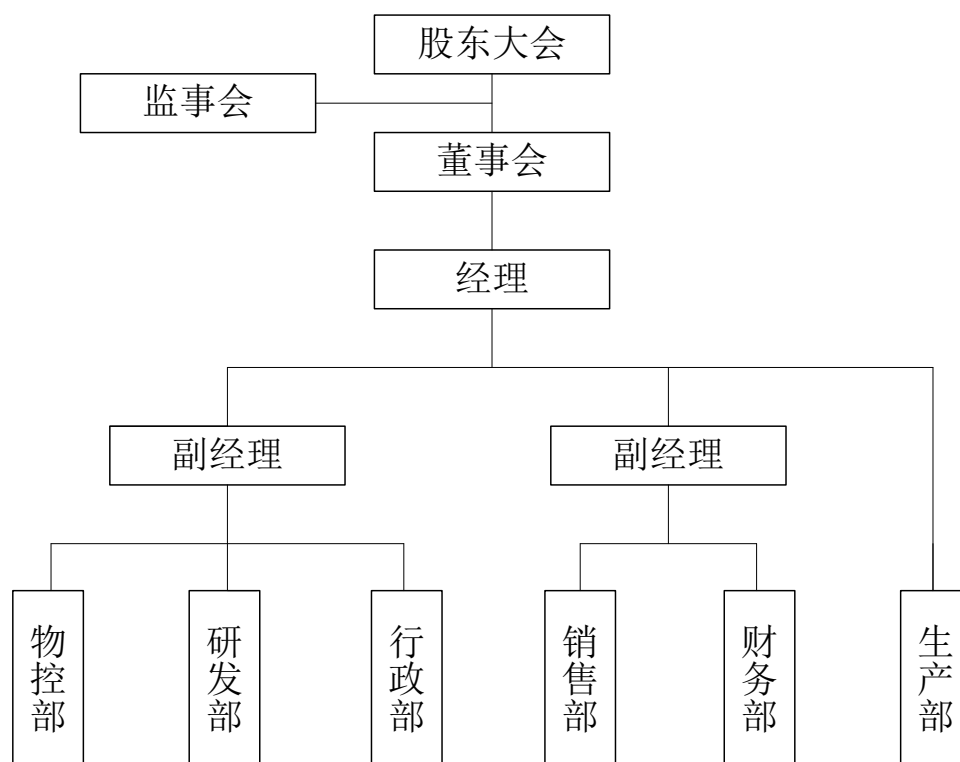 股东大会
监事会
董事会
经理
副经理
副经理
物控部
研发部
行政部
销售部
财务部
生产部